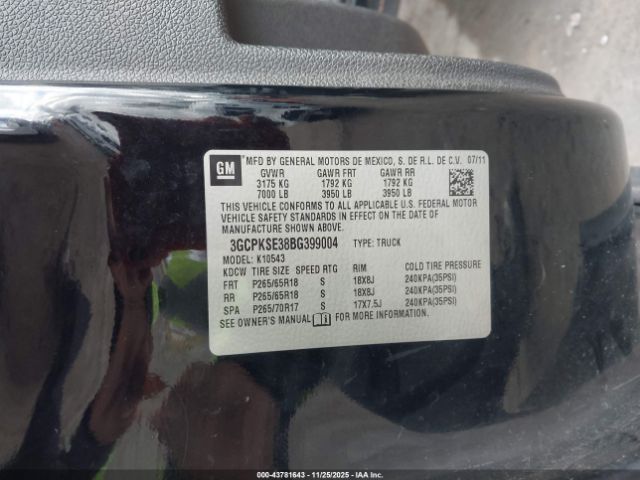 GM MFD BY GENERAL MOTORS DE MEXICO, S. DE R.L. DE C.V. 07/11
GVWR GAWR FRT GAWR RR
3175 KG 1792 KG 1792 KG
7000 LB 3950 LB 3950 LB
THIS VEHICLE CONFORMS TO ALL APPLICABLE U.S. FEDERAL MOTOR
VEHICLE SAFETY STANDARDS IN EFFECT ON THE DATE OF
MANUFACTURE SHOWN ABOVE.
3GCPKSE38BG399004 TYPE: TRUCK
MODEL: K10543
KDCW TIRE SIZE SPEED RTG RIM COLD TIRE PRESSURE
FRT P265/65R18 S 18X8J 240KPA(35PSI)
RR P265/65R18 S 18X8J 240KPA(35PSI)
SPA P265/70R17 S 17X7.5J 240KPA(35PSI)
SEE OWNER'S MANUAL FOR MORE INFORMATION.
000-43781643 - 11/25/2025 - IAA Inc.